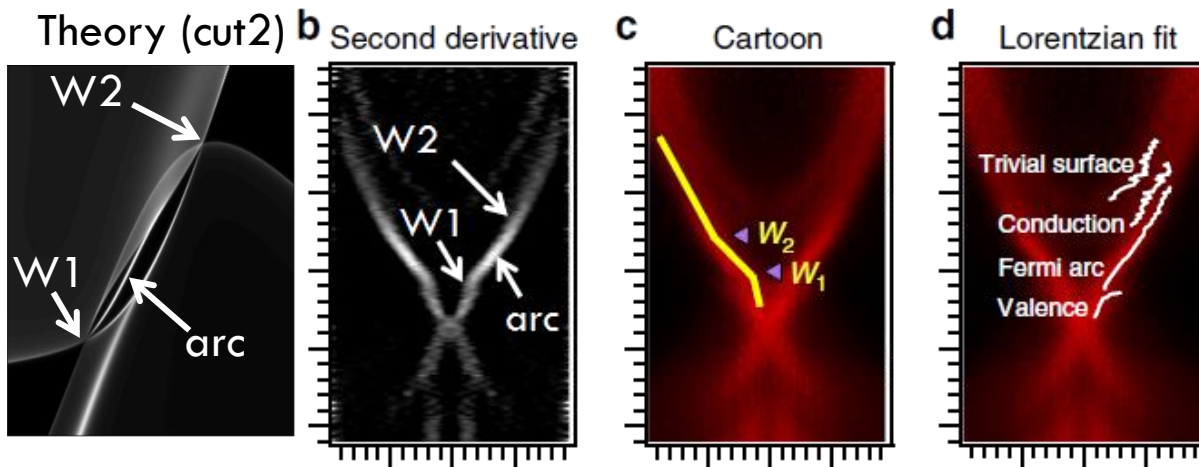 Theory (cut2)
W2
W1
arc
b Second derivative
W2
W1
arc
c Cartoon
W₂
W₁
d Lorentzian fit
Trivial surface
Conduction
Fermi arc
Valence